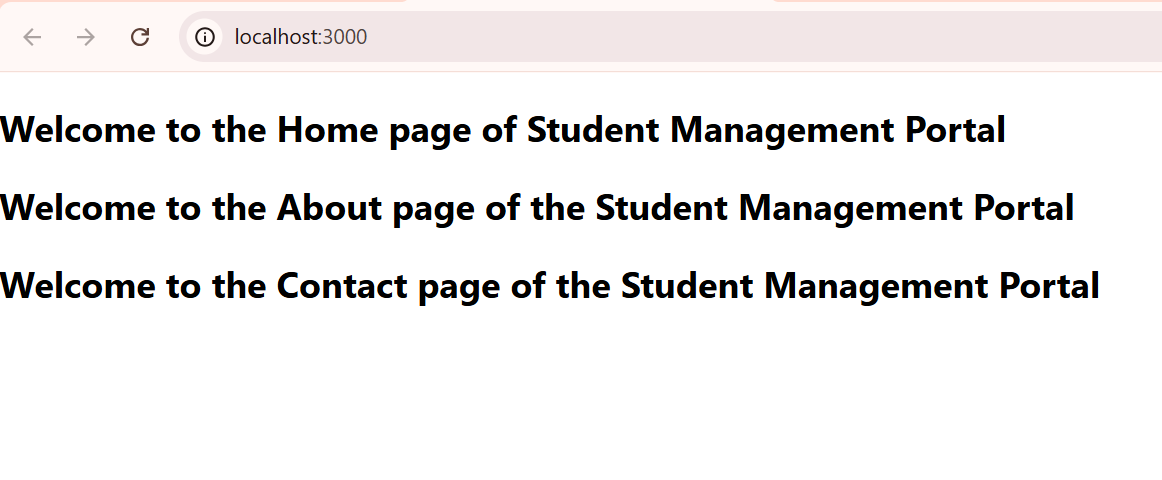 localhost:3000
Welcome to the Home page of Student Management Portal
Welcome to the About page of the Student Management Portal
Welcome to the Contact page of the Student Management Portal